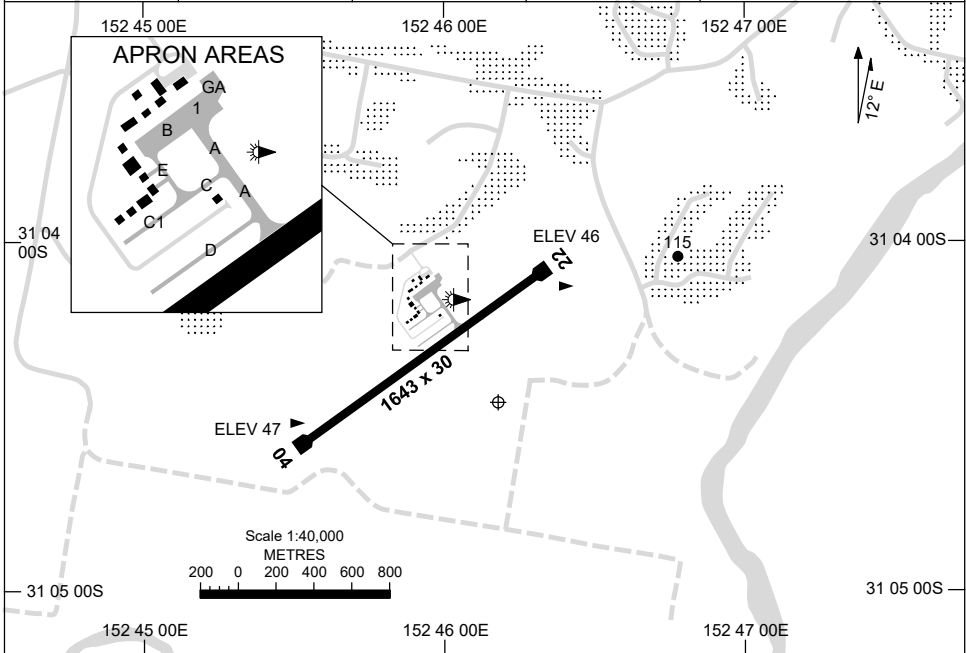 152 45 00E 152 46 00E 152 47 00E
APRON AREAS
GA
1
B
A
E
C
A
C1
D
12° E
31 04
00S
31 04 00S
115
ELEV 46
22
1643 x 30
ELEV 47
04
Scale 1:40,000
METRES
200 0 200 400 600 800
31 05 00S
31 05 00S
152 45 00E 152 46 00E 152 47 00E